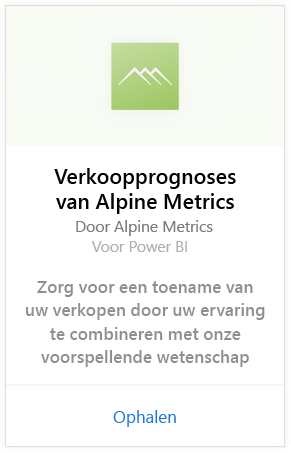 Verkoopprognoses
van Alpine Metrics
Door Alpine Metrics
Voor Power BI
Zorg voor een toename van
uw verkopen door uw ervaring
te combineren met onze
voorspellende wetenschap
Ophalen